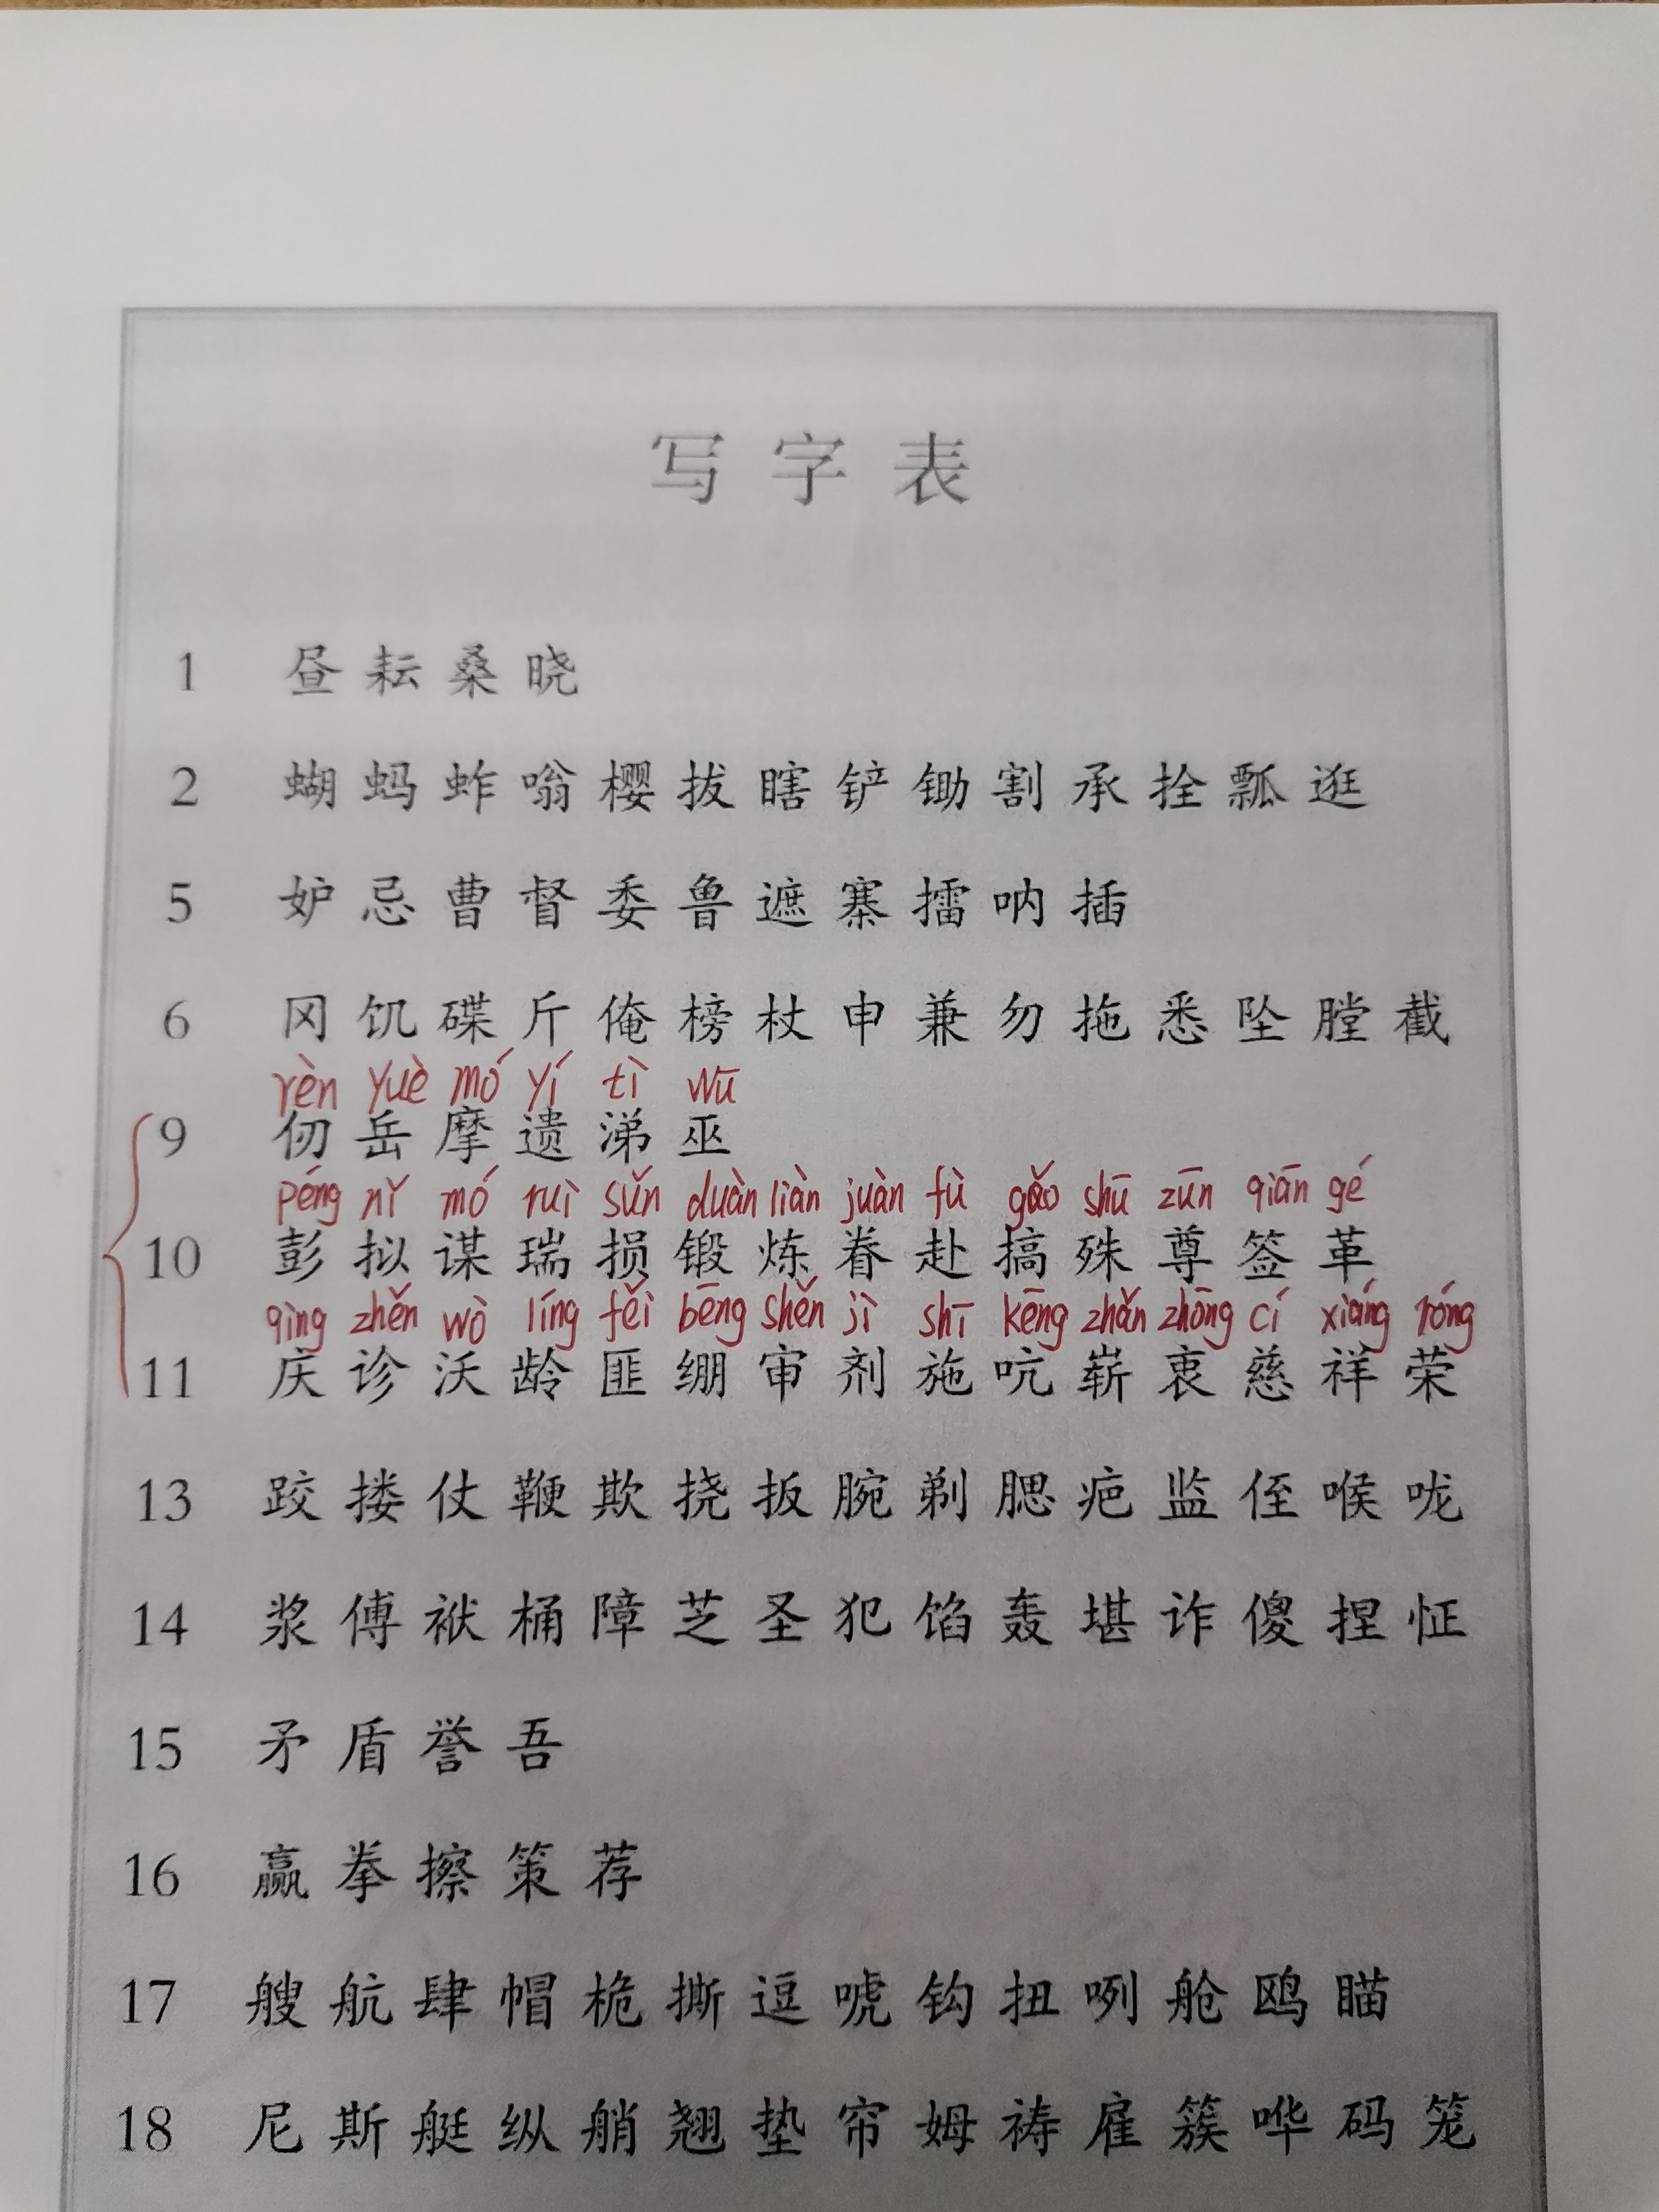 写字表
1 昼 耘 桑 晓
2 蝴 蚂 蚱 嗡 樱 拔 瞎 铲 锄 割 承 拴 瓢 逛
5 妒 忌 曹 督 委 鲁 遮 寨 擂 呐 插
6 冈 饥 碟 斤 俺 榜 杖 申 兼 勿 拖 悉 坠 膛 截
rèn yuè mó yí tì wū
9 仞 岳 摩 遗 涕 巫
péng nǐ mó ruì sǔn duàn liàn juàn fù gǎo shū zūn qiān gé
10 彭 拟 谋 瑞 损 锻 炼 眷 赴 搞 殊 尊 签 革
qìng zhěn wò líng fěi bēng shěn jì shī kēng zhǎn zhōng cí xiáng róng
11 庆 诊 沃 龄 匪 绷 审 剂 施 吭 崭 衷 慈 祥 荣
13 跤 搂 仗 鞭 欺 挠 扳 腕 剃 腮 疤 监 侄 喉 咙
14 浆 傅 袱 桶 障 芝 圣 犯 馅 轰 堪 诈 傻 捏 怔
15 矛 盾 誉 吾
16 赢 拳 擦 策 荐
17 艘 航 肆 帽 桅 撕 逗 唬 钩 扭 咧 舱 鸥 瞄
18 尼 斯 艇 纵 艄 翘 垫 帘 姆 祷 雇 簇 哗 码 笼